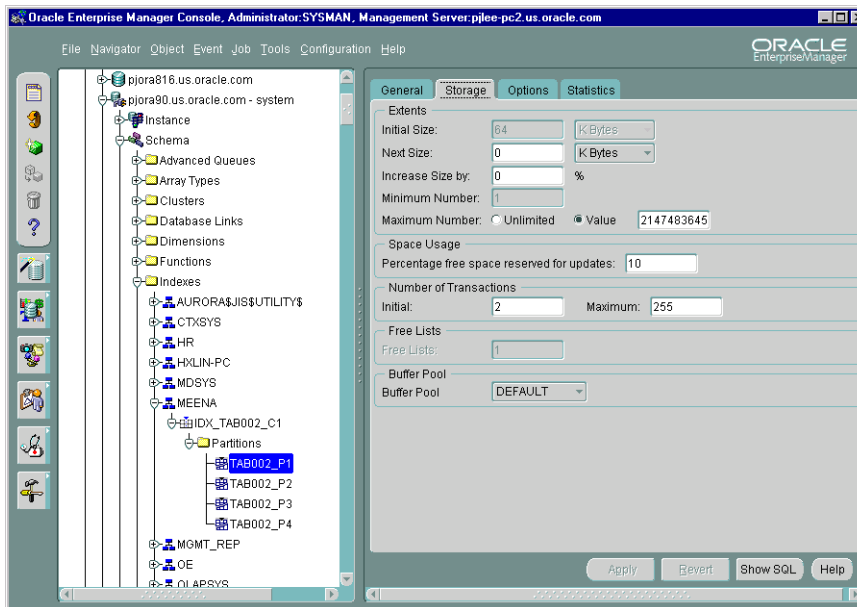 Oracle Enterprise Manager Console, Administrator:SYSMAN, Management Server:pjlee-pc2.us.oracle.com
File Navigator Object Event Job Tools Configuration Help
ORACLE
EnterpriseManager
pjora816.us.oracle.com
pjora90.us.oracle.com - system
Instance
Schema
Advanced Queues
Array Types
Clusters
Database Links
Dimensions
Functions
Indexes
AURORA$JIS$UTILITY$
CTXSYS
HR
HXLIN-PC
MDSYS
MEENA
IDX_TAB002_C1
Partitions
TAB002_P1
TAB002_P2
TAB002_P3
TAB002_P4
MGMT_REP
OE
OLAPSYS
General Storage Options Statistics
Extents
Initial Size: 64 K Bytes
Next Size: 0 K Bytes
Increase Size by: 0 %
Minimum Number: 1
Maximum Number: Unlimited Value 2147483645
Space Usage
Percentage free space reserved for updates: 10
Number of Transactions
Initial: 2 Maximum: 255
Free Lists
Free Lists: 1
Buffer Pool
Buffer Pool DEFAULT
Apply Revert Show SQL Help